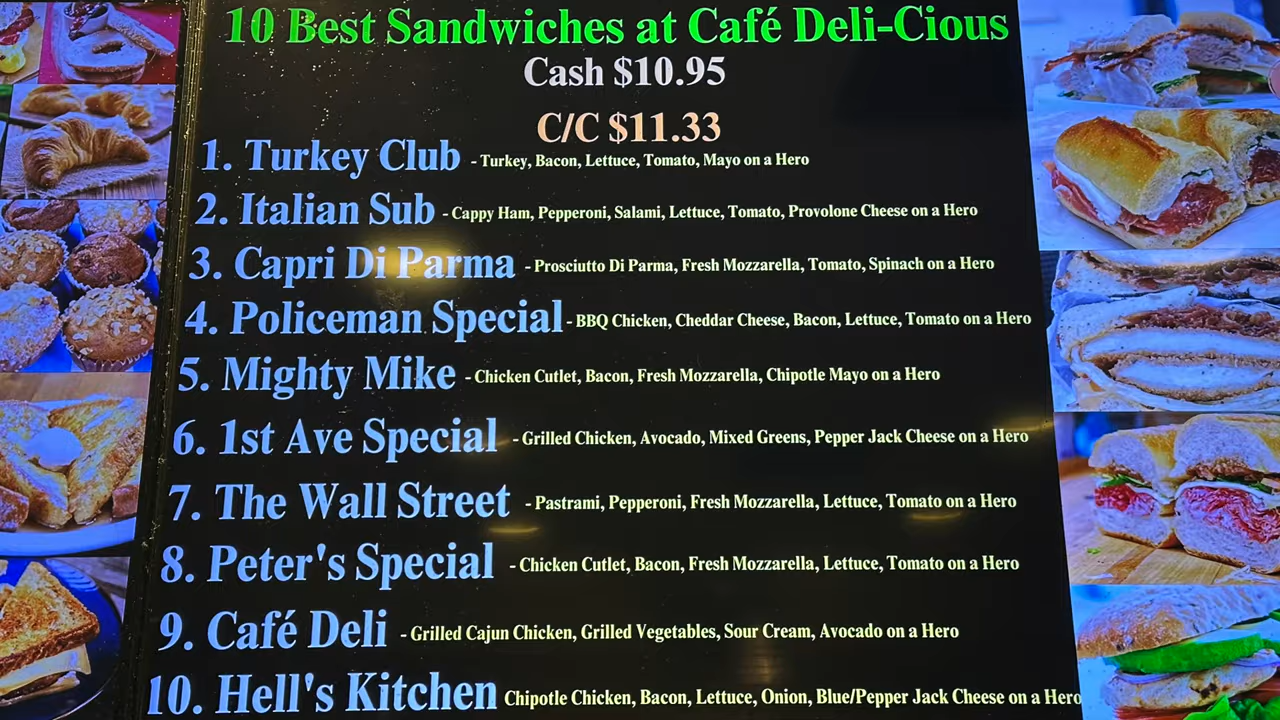 10 Best Sandwiches at Café Deli-Cious
Cash $10.95
C/C $11.33
1. Turkey Club - Turkey, Bacon, Lettuce, Tomato, Mayo on a Hero
2. Italian Sub - Cappy Ham, Pepperoni, Salami, Lettuce, Tomato, Provolone Cheese on a Hero
3. Capri Di Parma - Prosciutto Di Parma, Fresh Mozzarella, Tomato, Spinach on a Hero
4. Policeman Special - BBQ Chicken, Cheddar Cheese, Bacon, Lettuce, Tomato on a Hero
5. Mighty Mike - Chicken Cutlet, Bacon, Fresh Mozzarella, Chipotle Mayo on a Hero
6. 1st Ave Special - Grilled Chicken, Avocado, Mixed Greens, Pepper Jack Cheese on a Hero
7. The Wall Street - Pastrami, Pepperoni, Fresh Mozzarella, Lettuce, Tomato on a Hero
8. Peter's Special - Chicken Cutlet, Bacon, Fresh Mozzarella, Lettuce, Tomato on a Hero
9. Café Deli - Grilled Cajun Chicken, Grilled Vegetables, Sour Cream, Avocado on a Hero
10. Hell's Kitchen Chipotle Chicken, Bacon, Lettuce, Onion, Blue/Pepper Jack Cheese on a Hero